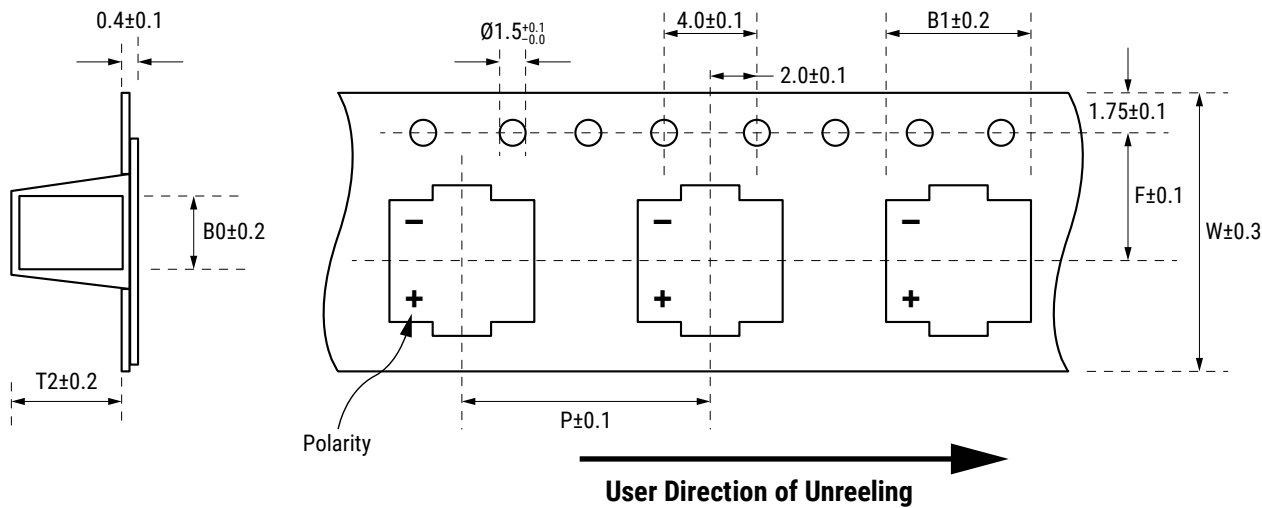 0.4±0.1
Ø1.5+0.1
−0.0
4.0±0.1
B1±0.2
2.0±0.1
1.75±0.1
F±0.1
W±0.3
B0±0.2
−
−
−
+
+
+
T2±0.2
P±0.1
Polarity
User Direction of Unreeling